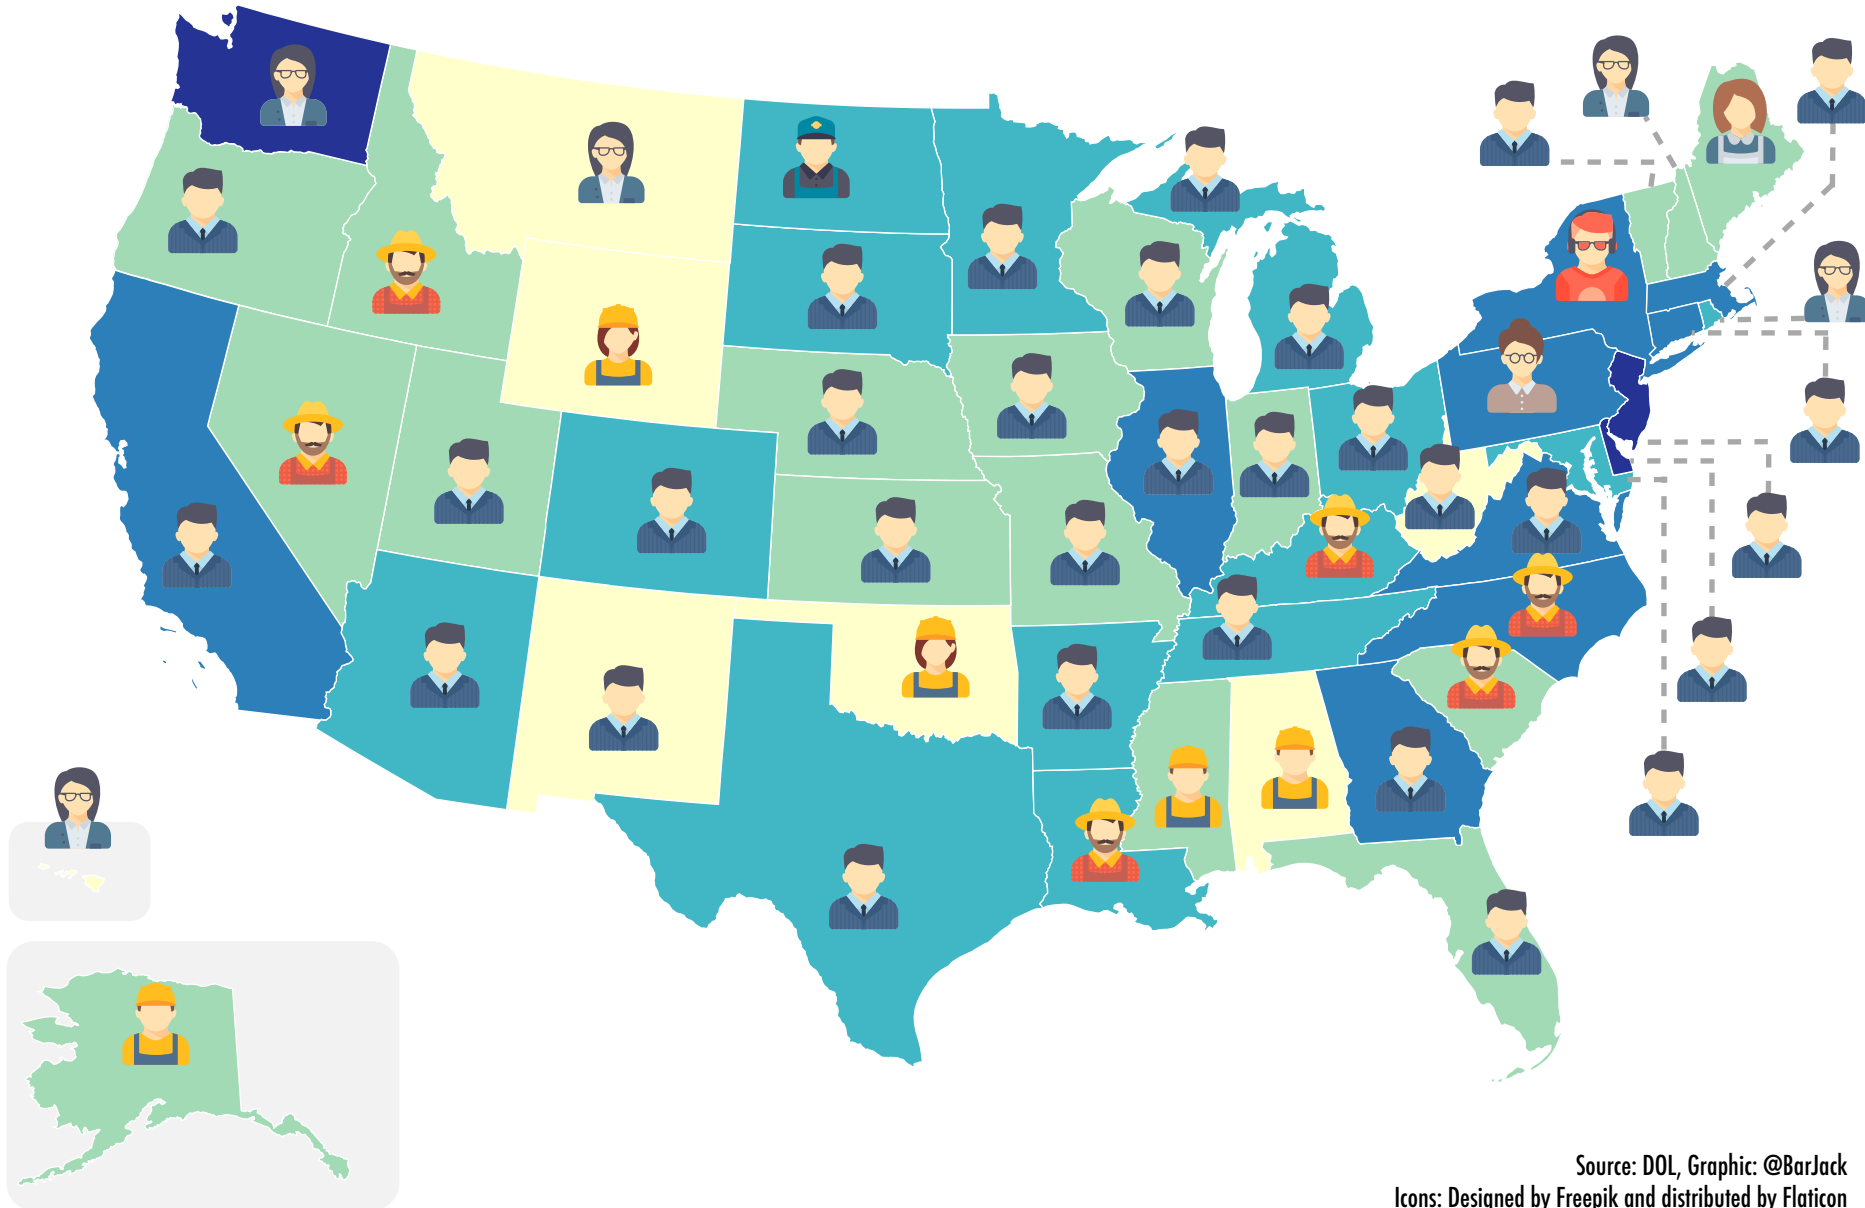 Source: DOL, Graphic: @BarJack
Icons: Designed by Freepik and distributed by Flaticon